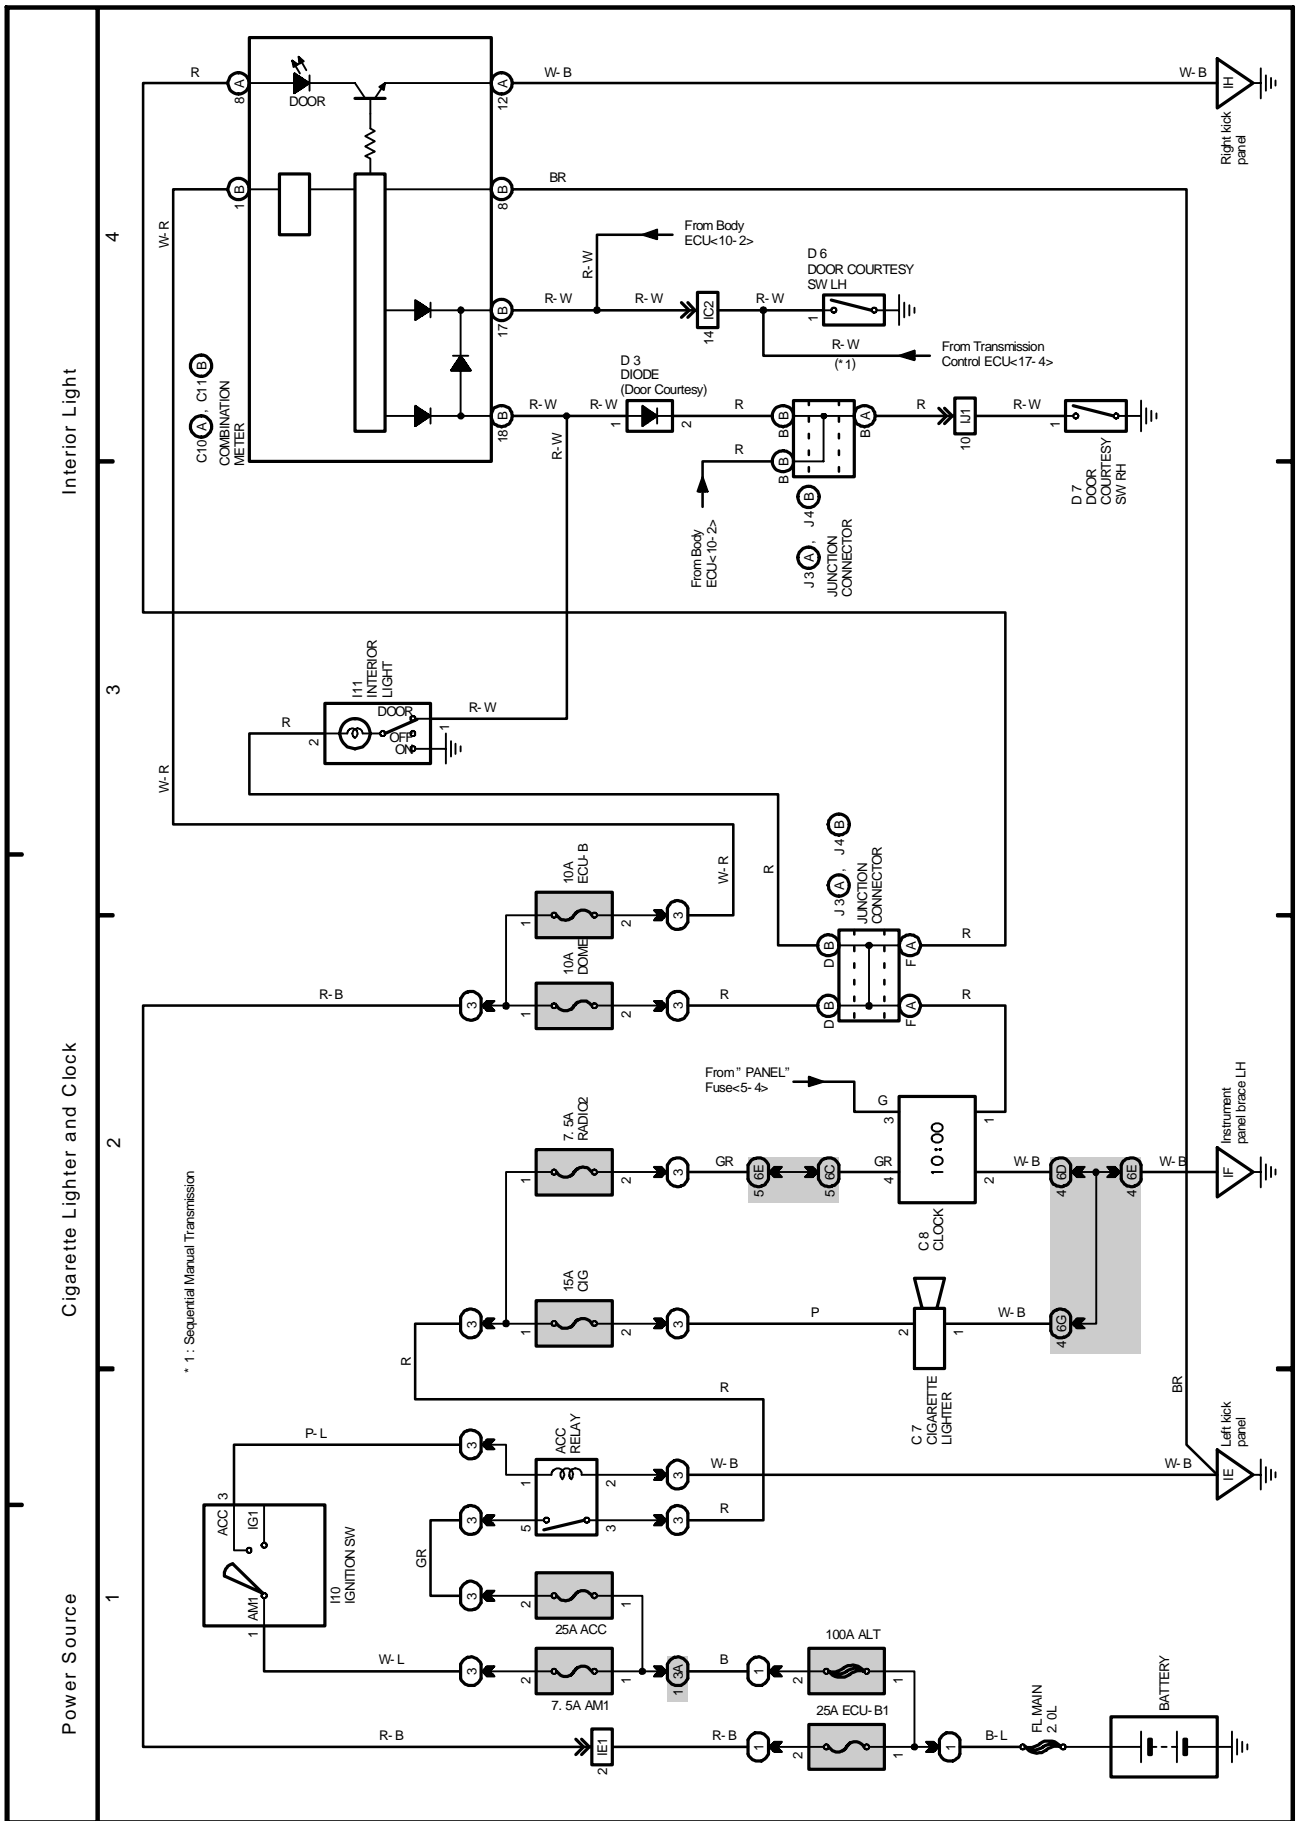 Power Source
Cigarette Lighter and Clock
Interior Light
1
2
3
4
* 1 : Sequential Manual Transmission
I10
IGNITION SW
AM1
ACC
IG1
1
3
W-L
P-L
R-B
3
3
3
3
2
7. 5A AM1
1
2
25A ACC
1
GR
5
3
1
2
ACC
RELAY
3
3
R
W-B
R
R
W-B
1 3A
B
1
2
100A ALT
1
IE1
2
R-B
1
2
25A ECU-B1
1
1
B-L
FL MAIN
2. 0L
BATTERY
IE
Left kick
panel
BR
3
1
15A
CIG
2
3
P
2
C 7
CIGARETTE
LIGHTER
1
W-B
4 6G
1
7. 5A
RADIO2
2
3
GR
5 6E
5 6C
GR
4
3
G
From " PANEL"
Fuse<5-4>
10:00
C 8
CLOCK
2
1
W-B
4 6D
4 6E
W-B
IF
Instrument
panel brace LH
R-B
3
1
10A
DOME
2
3
R
1
10A
ECU-B
2
3
W-R
D B
D B
F A
F A
J 3 A , J 4 B
JUNCTION
CONNECTOR
R
R
R
W-R
R
2
I11
INTERIOR
LIGHT
DOOR
OFF
ON
1
R-W
W-R
R
8 A
1 B
DOOR
C10 A , C11 B
COMBINATION
METER
12 A
8 B
17 B
18 B
W-B
W-B
IH
Right kick
panel
BR
From Body
ECU<10-2>
R-W
R-W
R-W
14 IC2
R-W
D 6
DOOR COURTESY
SW LH
1
R-W
(*1)
From Transmission
Control ECU<17-4>
R-W
R-W
R-W
D 3
DIODE
(Door Courtesy)
1
2
R
B B
B B
B A
R
From Body
ECU<10-2>
J 3 A , J 4 B
JUNCTION
CONNECTOR
R
10 IJ1
R-W
1
D 7
DOOR
COURTESY
SW RH